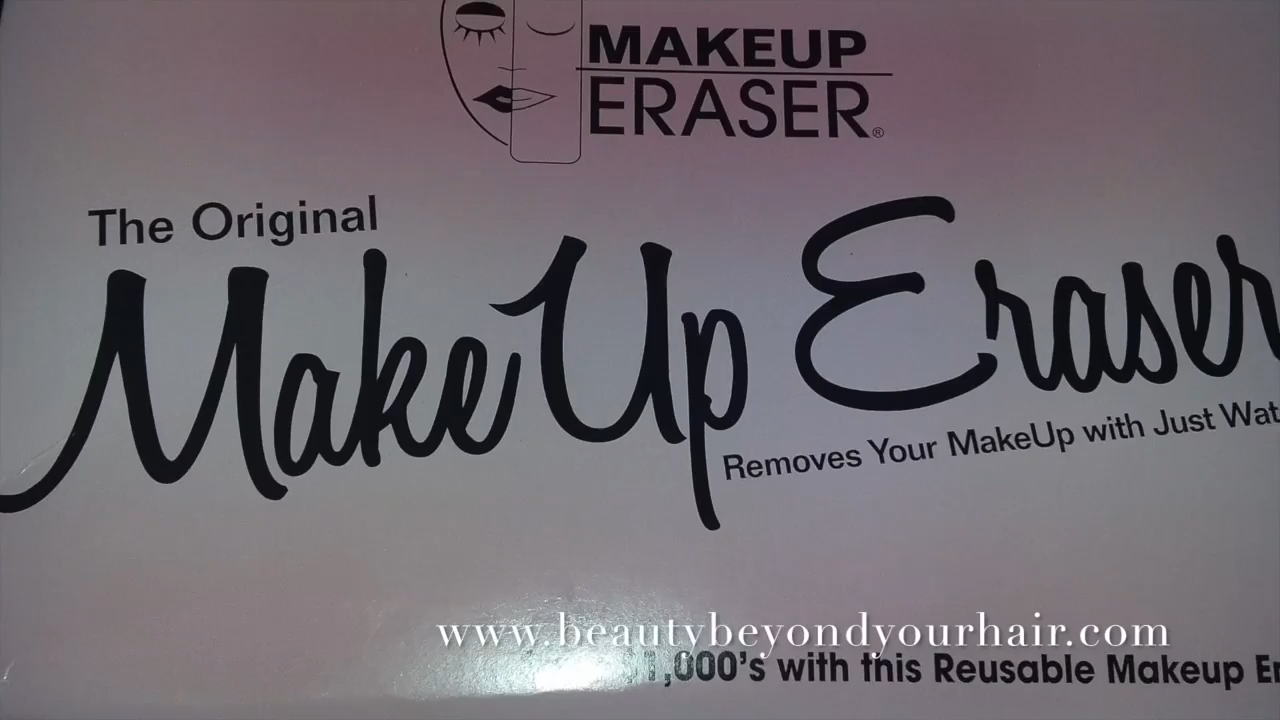 MAKEUP
ERASER®
The Original
MakeUp Eraser
Removes Your MakeUp with Just
www.beautybeyondyourhair.com
1,000's with this Reusable Makeup